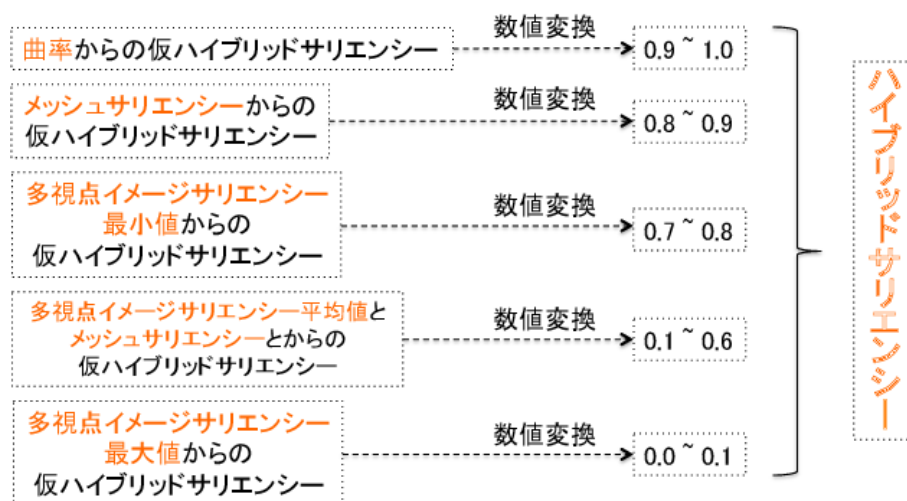 曲率からの仮ハイブリッドサリエンシー
数値変換
0.9 ~ 1.0
メッシュサリエンシーからの
仮ハイブリッドサリエンシー
数値変換
0.8 ~ 0.9
多視点イメージサリエンシー
最小値からの
仮ハイブリッドサリエンシー
数値変換
0.7 ~ 0.8
多視点イメージサリエンシー平均値と
メッシュサリエンシーとからの
仮ハイブリッドサリエンシー
数値変換
0.1 ~ 0.6
多視点イメージサリエンシー
最大値からの
仮ハイブリッドサリエンシー
数値変換
0.0 ~ 0.1
ハイブリッドサリエンシー